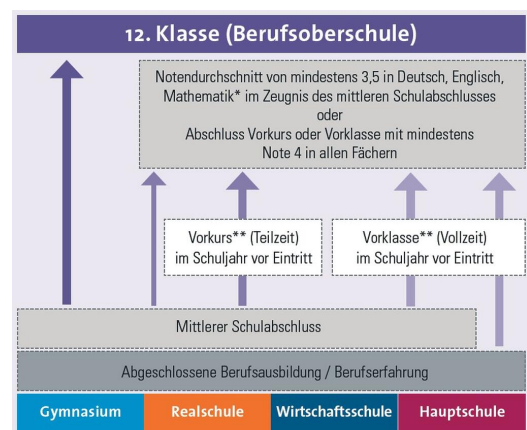 12. Klasse (Berufsoberschule)
Notendurchschnitt von mindestens 3,5 in Deutsch, Englisch,
Mathematik* im Zeugnis des mittleren Schulabschlusses
oder
Abschluss Vorkurs oder Vorklasse mit mindestens
Note 4 in allen Fächern
Vorkurs** (Teilzeit)
im Schuljahr vor Eintritt
Vorklasse** (Vollzeit)
im Schuljahr vor Eintritt
Mittlerer Schulabschluss
Abgeschlossene Berufsausbildung / Berufserfahrung
Gymnasium
Realschule
Wirtschaftsschule
Hauptschule